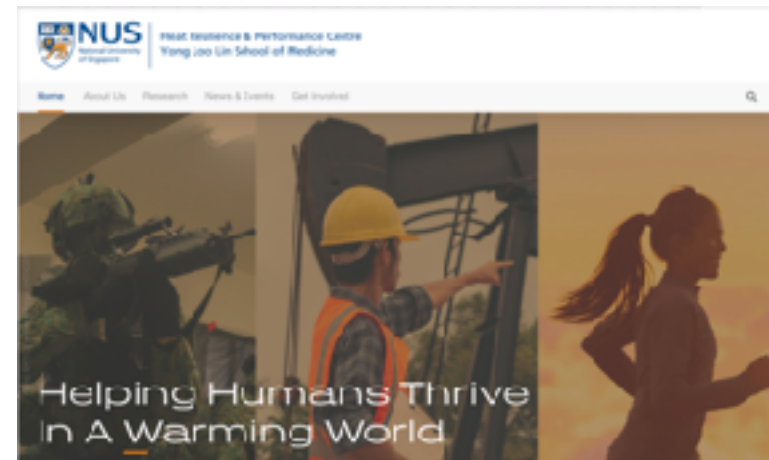 NUS
National University
of Singapore
Heat Resilience & Performance Centre
Yong Loo Lin School of Medicine
Home About Us Research News & Events Get Involved
Helping Humans Thrive
In A Warming World